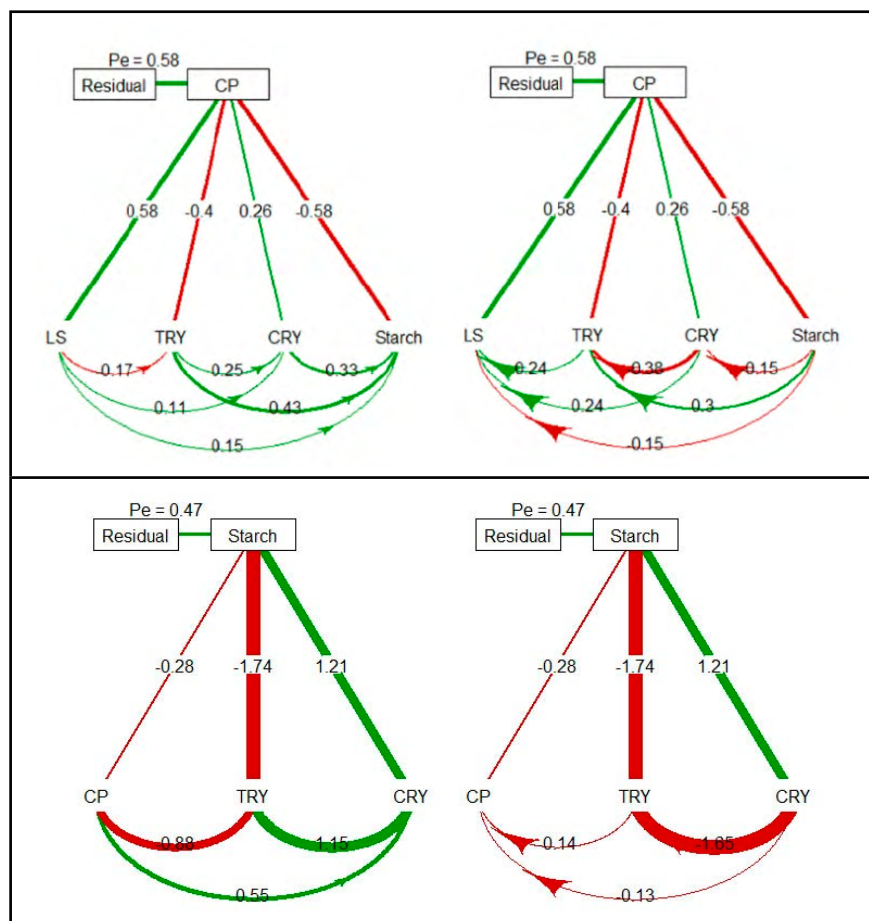 Pe = 0.58
Residual CP
0.58 -0.4 0.26 -0.58
LS TRY CRY Starch
-0.17 0.25 0.33
0.11 0.43
0.15
Pe = 0.58
Residual CP
0.58 -0.4 0.26 -0.58
LS TRY CRY Starch
0.24 -0.38 -0.15
0.24 0.3
-0.15
Pe = 0.47
Residual Starch
-0.28 -1.74 1.21
CP TRY CRY
-0.88 1.15
0.55
Pe = 0.47
Residual Starch
-0.28 -1.74 1.21
CP TRY CRY
-0.14 -1.65
-0.13